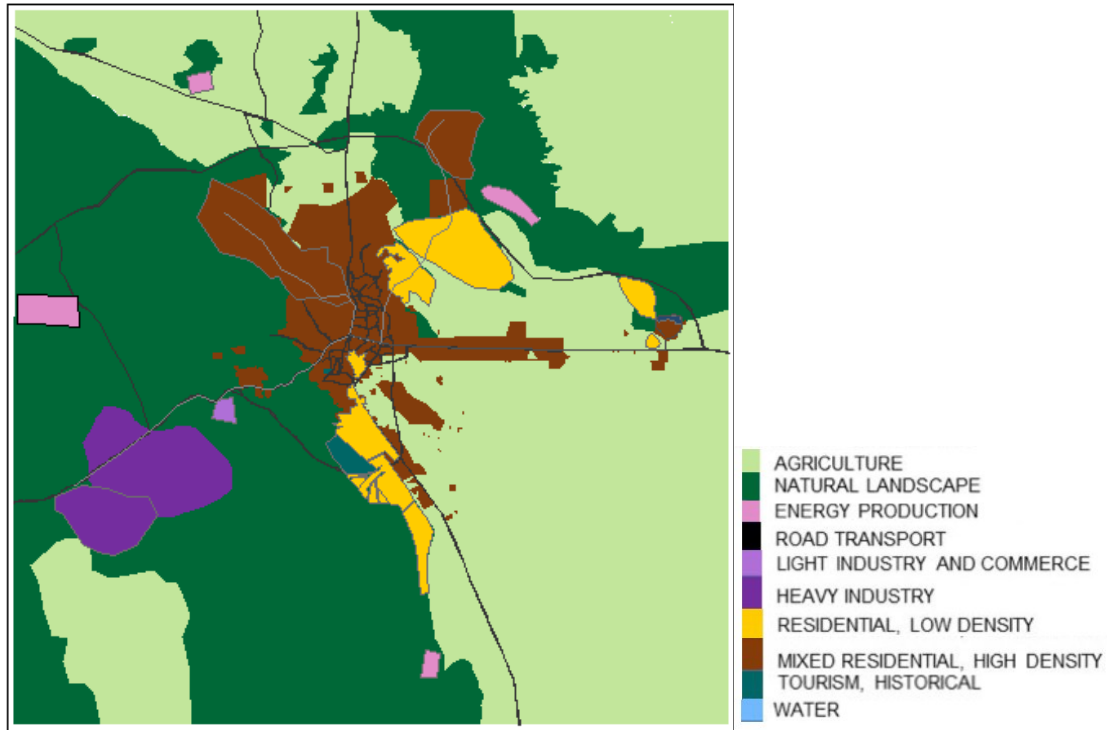 AGRICULTURE
NATURAL LANDSCAPE
ENERGY PRODUCTION
ROAD TRANSPORT
LIGHT INDUSTRY AND COMMERCE
HEAVY INDUSTRY
RESIDENTIAL, LOW DENSITY
MIXED RESIDENTIAL, HIGH DENSITY
TOURISM, HISTORICAL
WATER